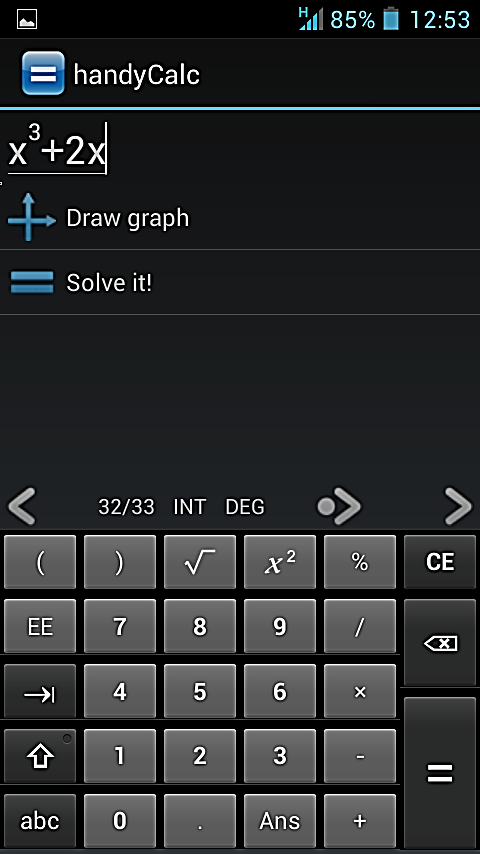 H 85% 12:53
handyCalc
x³+2x
Draw graph
Solve it!
32/33 INT DEG
( ) √ x² % CE
EE 7 8 9 /
4 5 6 ×
1 2 3 - =
abc 0 . Ans +